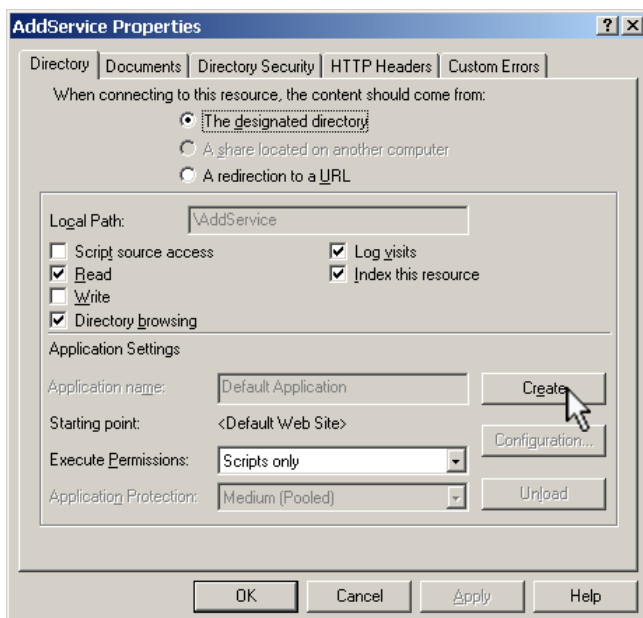 AddService Properties
Directory Documents Directory Security HTTP Headers Custom Errors
When connecting to this resource, the content should come from:
The designated directory
A share located on another computer
A redirection to a URL
Local Path: \AddService
Script source access Log visits
Read Index this resource
Write
Directory browsing
Application Settings
Application name: Default Application Create
Starting point: <Default Web Site>
Configuration...
Execute Permissions: Scripts only
Application Protection: Medium (Pooled) Unload
OK Cancel Apply Help